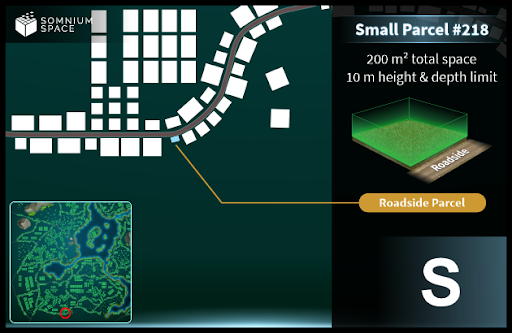 SOMNIUM
SPACE
Small Parcel #218
200 m² total space
10 m height & depth limit
Roadside
Roadside Parcel
S